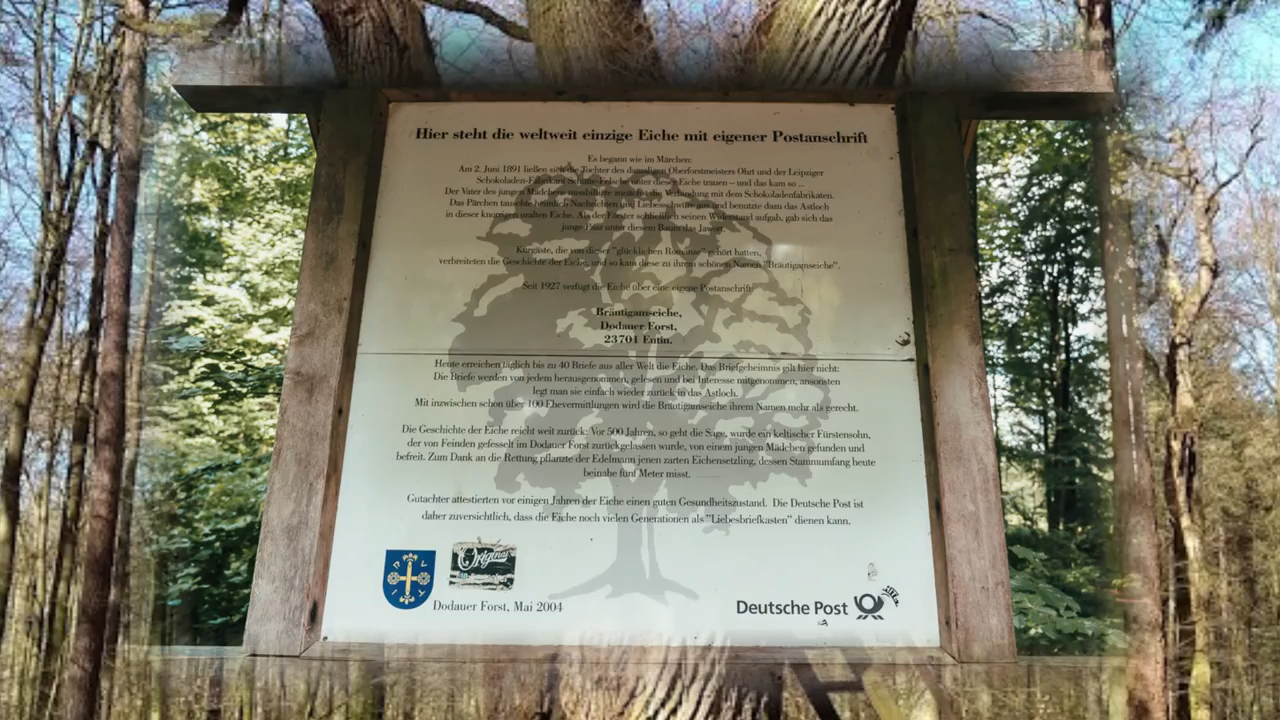 Hier steht die weltweit einzige Eiche mit eigener Postanschrift
Es begann wie im Märchen:
Am 2. Juni 1891 ließen sich die Tochter des damaligen Oberforstmeisters Ohrt und der Leipziger
Schokoladen-Fabrikant Schütte-Felsche unter dieser Eiche trauen – und das kam so ...
Der Vater des jungen Mädchens missbilligte zunächst die Verbindung mit dem Schokoladenfabrikaten.
Das Pärchen tauschte heimlich Nachrichten und Liebesschwüre aus und benutzte dazu das Astloch
in dieser knorrigen uralten Eiche. Als der Förster schließlich seinen Widerstand aufgab, gab sich das
junge Paar unter diesem Baum das Jawort.
Kurgäste, die von dieser "glücklichen Romanze" gehört hatten,
verbreiteten die Geschichte der Eiche, und so kam diese zu ihrem schönen Namen "Bräutigamseiche".
Seit 1927 verfügt die Eiche über eine eigene Postanschrift:
Bräutigamseiche,
Dodauer Forst,
23701 Eutin.
Heute erreichen täglich bis zu 40 Briefe aus aller Welt die Eiche. Das Briefgeheimnis gilt hier nicht:
Die Briefe werden von jedem herausgenommen, gelesen und bei Interesse mitgenommen, ansonsten
legt man sie einfach wieder zurück in das Astloch.
Mit inzwischen schon über 100 Ehevermittlungen wird die Bräutigamseiche ihrem Namen mehr als gerecht.
Die Geschichte der Eiche reicht weit zurück: Vor 500 Jahren, so geht die Sage, wurde ein keltischer Fürstensohn,
der von Feinden gefesselt im Dodauer Forst zurückgelassen wurde, von einem jungen Mädchen gefunden und
befreit. Zum Dank an die Rettung pflanzte der Edelmann jenen zarten Eichensetzling, dessen Stammumfang heute
beinahe fünf Meter misst.
Gutachter attestierten vor einigen Jahren der Eiche einen guten Gesundheitszustand. Die Deutsche Post ist
daher zuversichtlich, dass die Eiche noch vielen Generationen als "Liebesbriefkasten" dienen kann.
Original
Dodauer Forst, Mai 2004
Deutsche Post